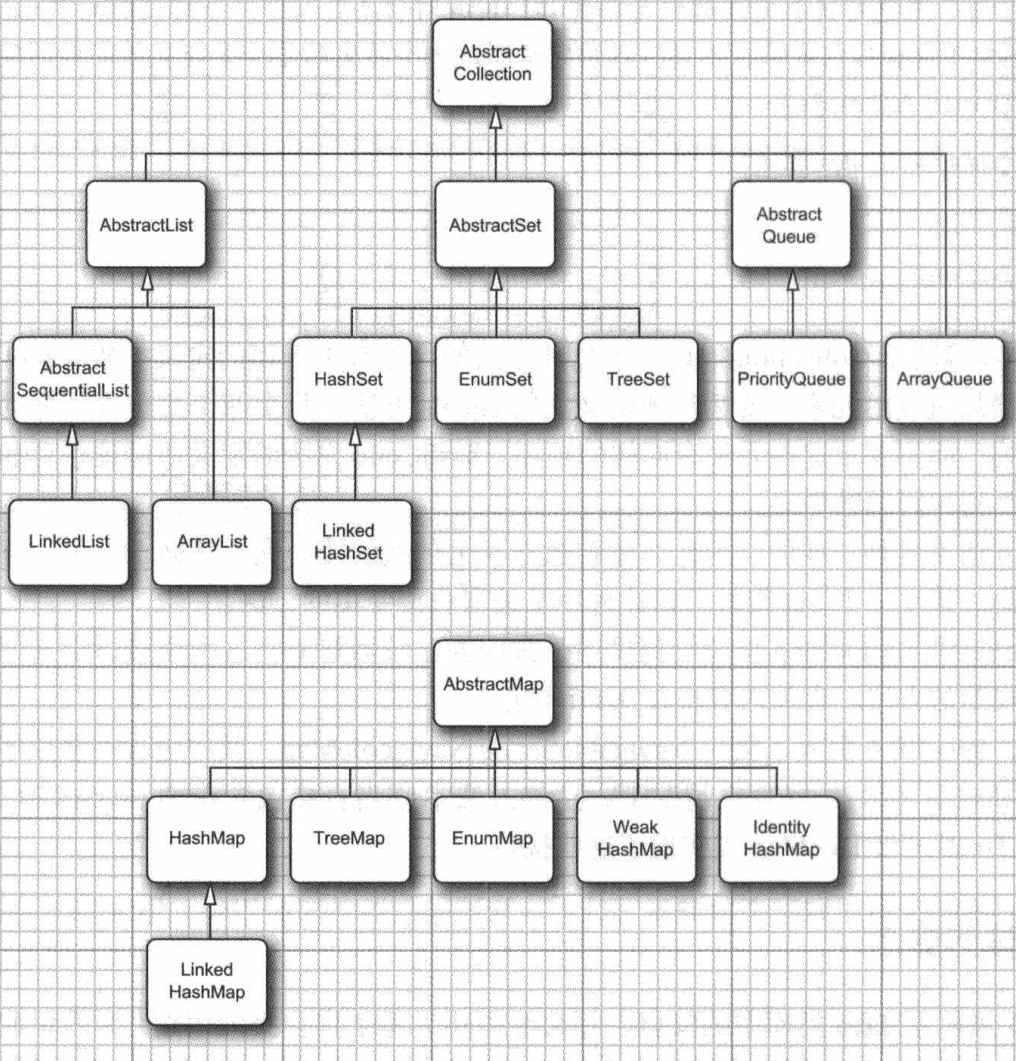 Abstract
Collection
AbstractList
AbstractSet
Abstract
Queue
Abstract
SequentialList
HashSet
EnumSet
TreeSet
PriorityQueue
ArrayQueue
LinkedList
ArrayList
Linked
HashSet
AbstractMap
HashMap
TreeMap
EnumMap
Weak
HashMap
Identity
HashMap
Linked
HashMap